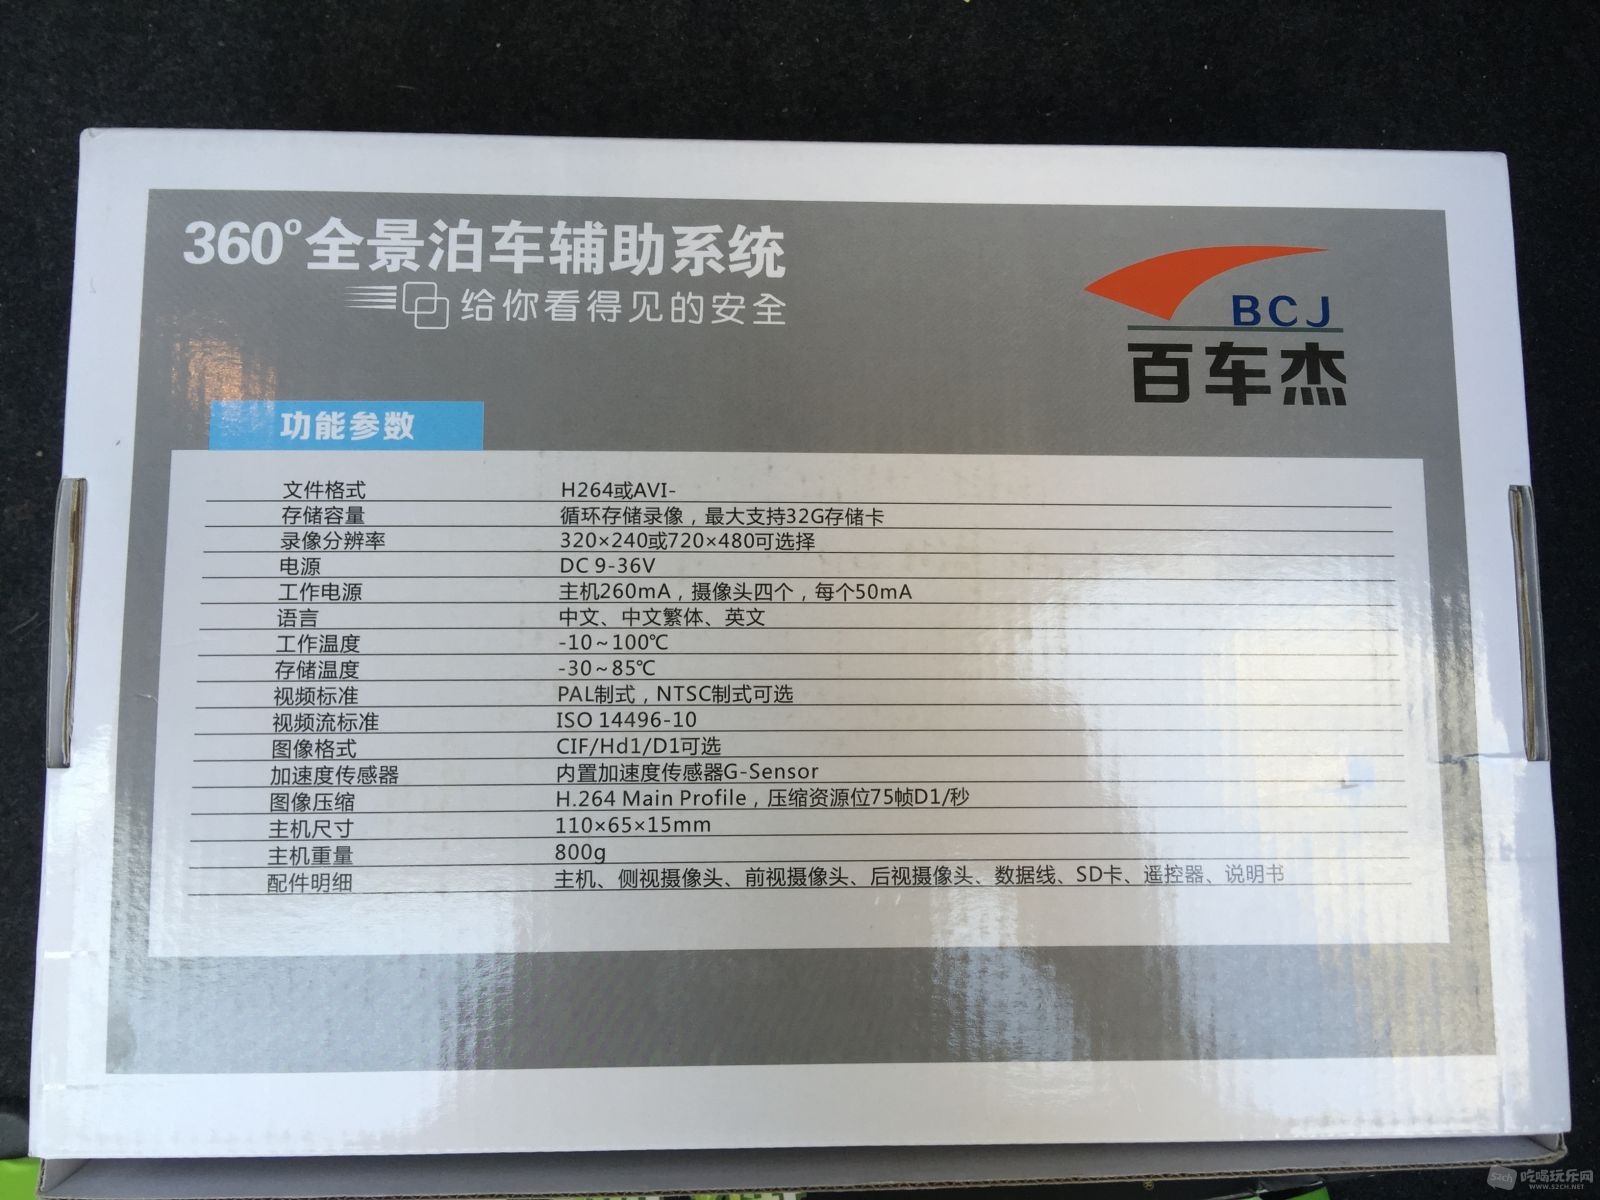 360°全景泊车辅助系统
给你看得见的安全
BCJ
百车杰
功能参数
文件格式 H264或AVI-
存储容量 循环存储录像，最大支持32G存储卡
录像分辨率 320×240或720×480可选择
电源 DC 9-36V
工作电源 主机260mA，摄像头四个，每个50mA
语言 中文、中文繁体、英文
工作温度 -10～100℃
存储温度 -30～85℃
视频标准 PAL制式，NTSC制式可选
视频流标准 ISO 14496-10
图像格式 CIF/Hd1/D1可选
加速度传感器 内置加速度传感器G-Sensor
图像压缩 H.264 Main Profile，压缩资源位75帧D1/秒
主机尺寸 110×65×15mm
主机重量 800g
配件明细 主机、侧视摄像头、前视摄像头、后视摄像头、数据线、SD卡、遥控器、说明书
52ch 吃喝玩乐网
WWW.52CH.NET